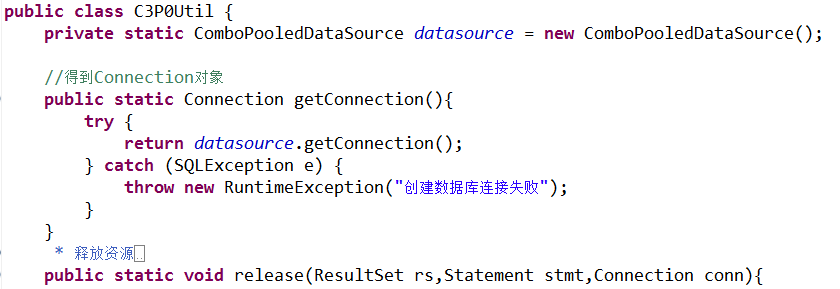 public class C3P0Util {
    private static ComboPooledDataSource datasource = new ComboPooledDataSource();
    //得到Connection对象
    public static Connection getConnection(){
        try {
            return datasource.getConnection();
        } catch (SQLException e) {
            throw new RuntimeException("创建数据库连接失败");
        }
    }
     * 释放资源..
    public static void release(ResultSet rs,Statement stmt,Connection conn){